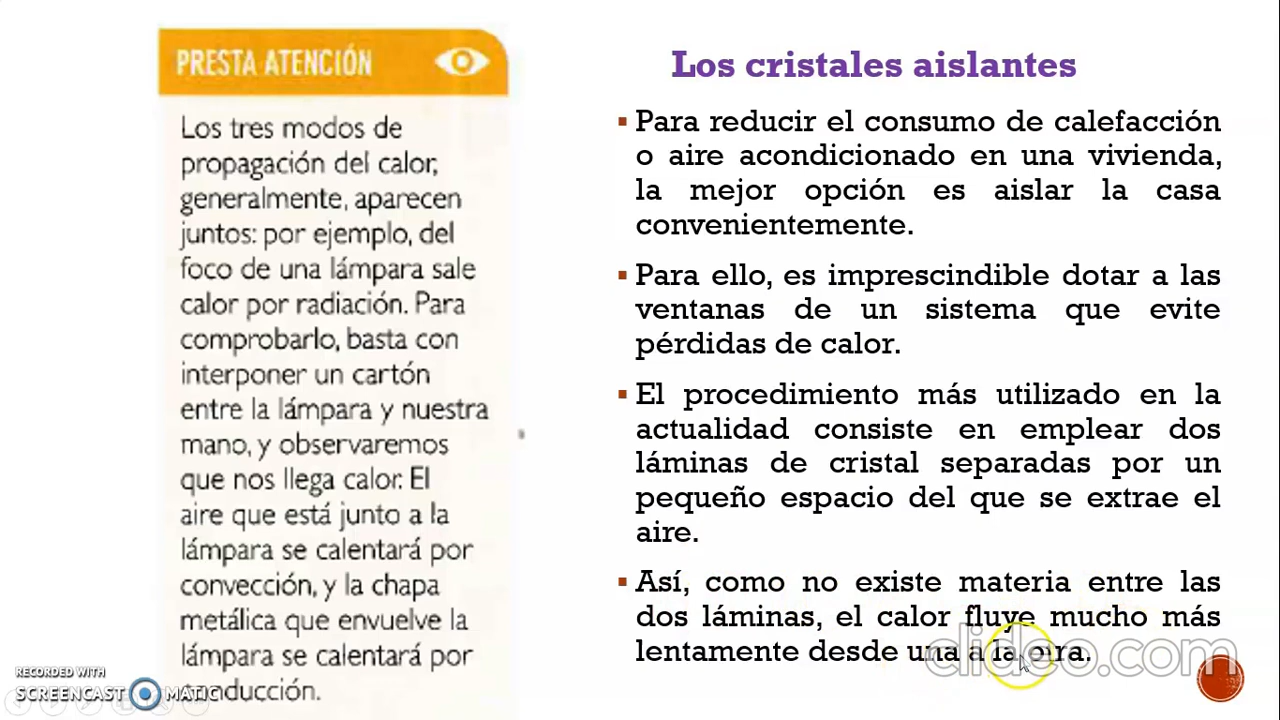 PRESTA ATENCIÓN
Los tres modos de
propagación del calor,
generalmente, aparecen
juntos: por ejemplo, del
foco de una lámpara sale
calor por radiación. Para
comprobarlo, basta con
interponer un cartón
entre la lámpara y nuestra
mano, y observaremos
que nos llega calor. El
aire que está junto a la
lámpara se calentará por
convección, y la chapa
metálica que envuelve la
lámpara se calentará por
conducción.
Los cristales aislantes
▪ Para reducir el consumo de calefacción
o aire acondicionado en una vivienda,
la mejor opción es aislar la casa
convenientemente.
▪ Para ello, es imprescindible dotar a las
ventanas de un sistema que evite
pérdidas de calor.
▪ El procedimiento más utilizado en la
actualidad consiste en emplear dos
láminas de cristal separadas por un
pequeño espacio del que se extrae el
aire.
▪ Así, como no existe materia entre las
dos láminas, el calor fluye mucho más
lentamente desde una a la otra.
clideo.com
RECORDED WITH
SCREENCAST MATIC